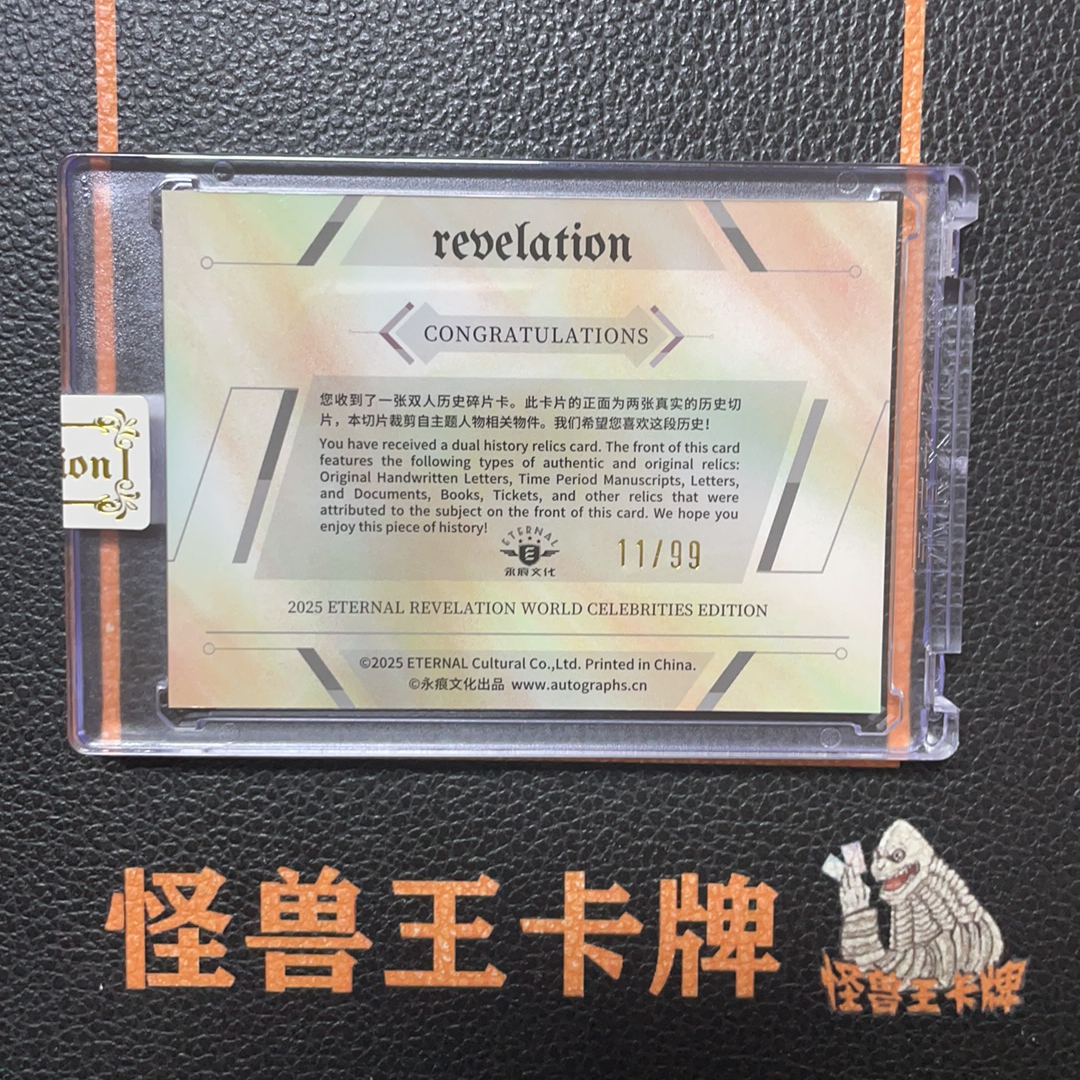 revelation
CONGRATULATIONS
您收到了一张双人历史碎片卡。此卡片的正面为两张真实的历史切
片，本切片裁剪自主题人物相关物件。我们希望您喜欢这段历史！
You have received a dual history relics card. The front of this card
features the following types of authentic and original relics:
Original Handwritten Letters, Time Period Manuscripts, Letters,
and Documents, Books, Tickets, and other relics that were
attributed to the subject on the front of this card. We hope you
enjoy this piece of history!
ETERNAL
永痕文化
11/99
ion
2025 ETERNAL REVELATION WORLD CELEBRITIES EDITION
©2025 ETERNAL Cultural Co.,Ltd. Printed in China.
©永痕文化出品 www.autographs.cn
怪兽王卡牌
怪兽王卡牌